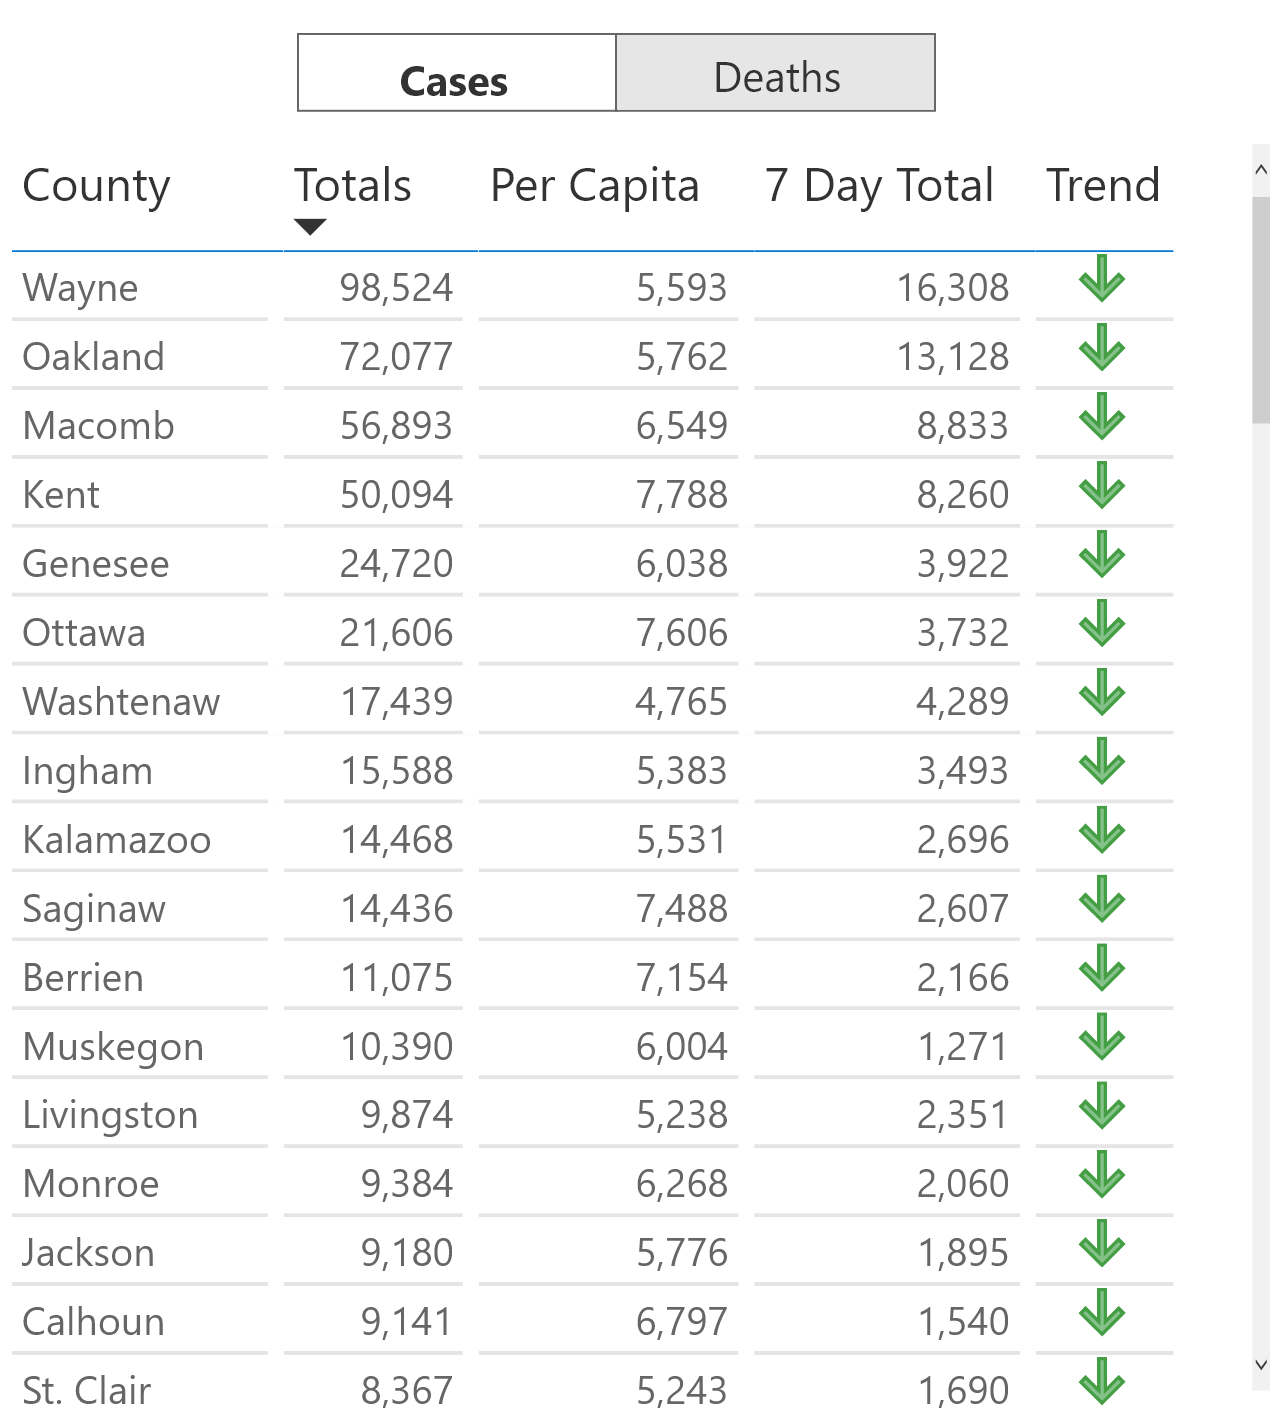 Cases Deaths
County Totals Per Capita 7 Day Total Trend
Wayne 98,524 5,593 16,308
Oakland 72,077 5,762 13,128
Macomb 56,893 6,549 8,833
Kent 50,094 7,788 8,260
Genesee 24,720 6,038 3,922
Ottawa 21,606 7,606 3,732
Washtenaw 17,439 4,765 4,289
Ingham 15,588 5,383 3,493
Kalamazoo 14,468 5,531 2,696
Saginaw 14,436 7,488 2,607
Berrien 11,075 7,154 2,166
Muskegon 10,390 6,004 1,271
Livingston 9,874 5,238 2,351
Monroe 9,384 6,268 2,060
Jackson 9,180 5,776 1,895
Calhoun 9,141 6,797 1,540
St. Clair 8,367 5,243 1,690